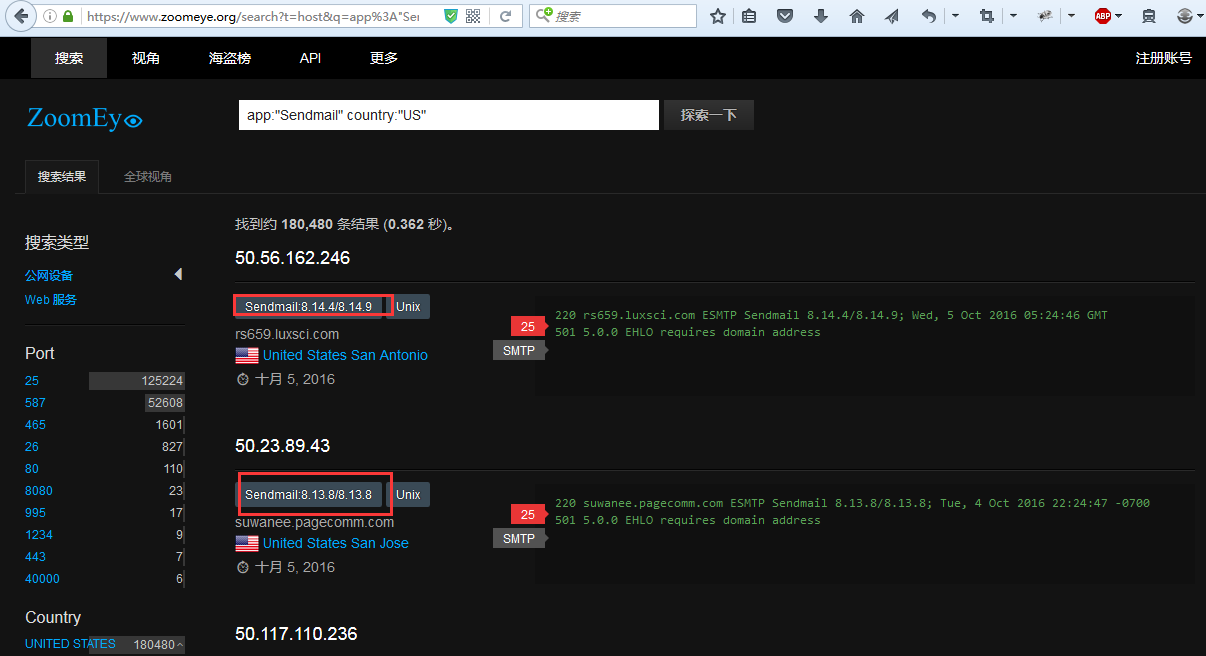 https://www.zoomeye.org/search?t=host&q=app%3A"Sei
搜索
ABP
搜索 视角 海盗榜 API 更多 注册账号
ZoomEye
app:"Sendmail" country:"US"
探索一下
搜索结果 全球视角
找到约 180,480 条结果 (0.362 秒)。
搜索类型
公网设备
Web 服务
Port
25 125224
587 52608
465 1601
26 827
80 110
8080 23
995 17
1234 9
443 7
40000 6
Country
UNITED STATES 180480
50.56.162.246
Sendmail:8.14.4/8.14.9 Unix
rs659.luxsci.com
United States San Antonio
十月 5, 2016
25
SMTP
220 rs659.luxsci.com ESMTP Sendmail 8.14.4/8.14.9; Wed, 5 Oct 2016 05:24:46 GMT
501 5.0.0 EHLO requires domain address
50.23.89.43
Sendmail:8.13.8/8.13.8 Unix
suwanee.pagecomm.com
United States San Jose
十月 5, 2016
25
SMTP
220 suwanee.pagecomm.com ESMTP Sendmail 8.13.8/8.13.8; Tue, 4 Oct 2016 22:24:47 -0700
501 5.0.0 EHLO requires domain address
50.117.110.236